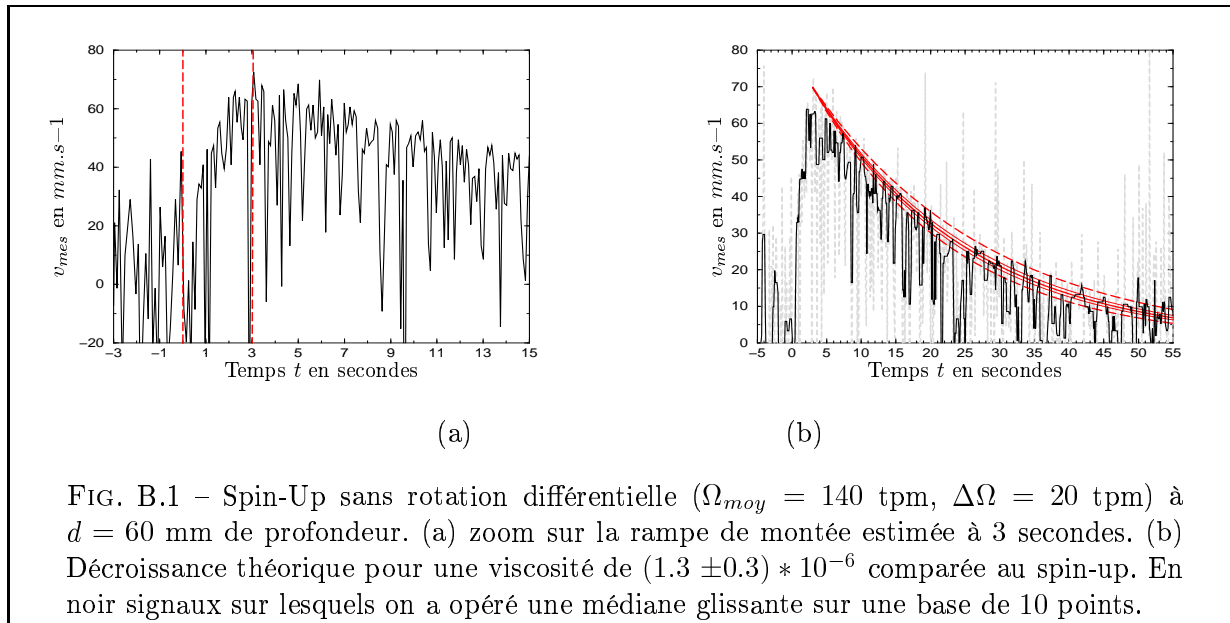 80
60
40
20
0
−20
−3 −1 1 3 5 7 9 11 13 15
v_mes en mm.s−1
Temps t en secondes
80
70
60
50
40
30
20
10
0
−5 0 5 10 15 20 25 30 35 40 45 50 55
v_mes en mm.s−1
Temps t en secondes
(a) (b)
FIG. B.1 – Spin-Up sans rotation différentielle (Ω_moy = 140 tpm, ΔΩ = 20 tpm) à
d = 60 mm de profondeur. (a) zoom sur la rampe de montée estimée à 3 secondes. (b)
Décroissance théorique pour une viscosité de (1.3 ±0.3) ∗ 10⁻⁶ comparée au spin-up. En
noir signaux sur lesquels on a opéré une médiane glissante sur une base de 10 points.